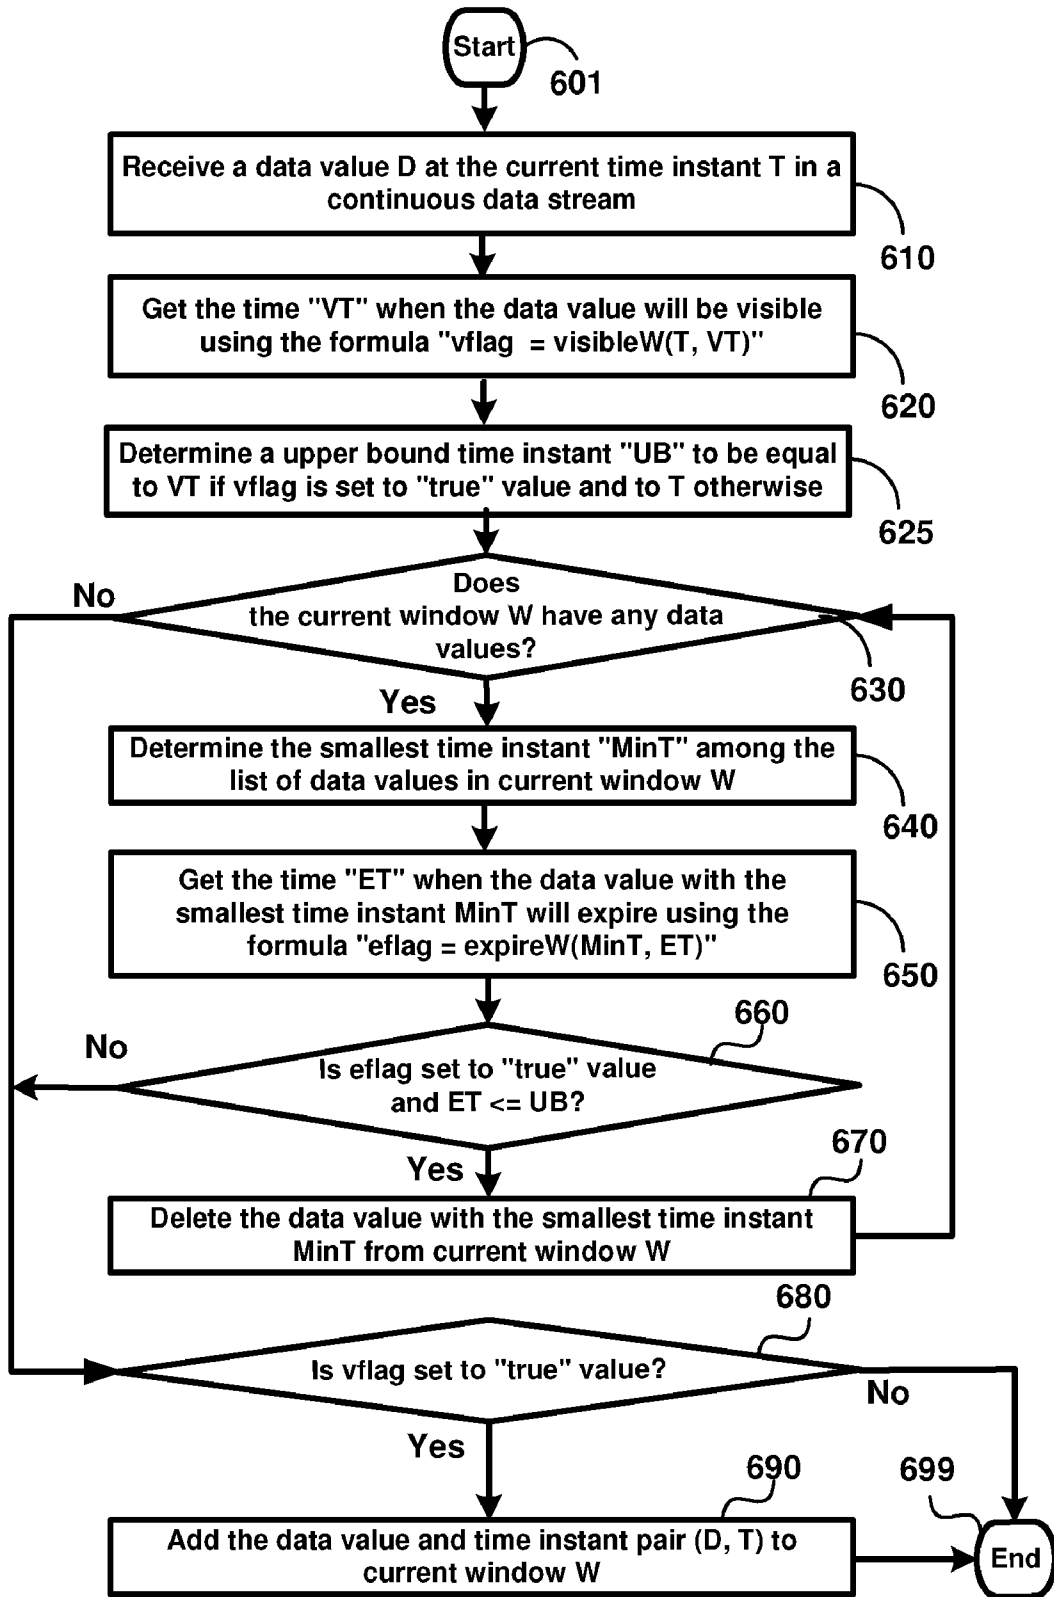 Start
601
Receive a data value D at the current time instant T in a
continuous data stream
610
Get the time "VT" when the data value will be visible
using the formula "vflag = visibleW(T, VT)"
620
Determine a upper bound time instant "UB" to be equal
to VT if vflag is set to "true" value and to T otherwise
625
No
Does
the current window W have any data
values?
630
Yes
Determine the smallest time instant "MinT" among the
list of data values in current window W
640
Get the time "ET" when the data value with the
smallest time instant MinT will expire using the
formula "eflag = expireW(MinT, ET)"
650
660
No
Is eflag set to "true" value
and ET <= UB?
670
Yes
Delete the data value with the smallest time instant
MinT from current window W
680
Is vflag set to "true" value?
No
Yes
690
699
Add the data value and time instant pair (D, T) to
current window W
End